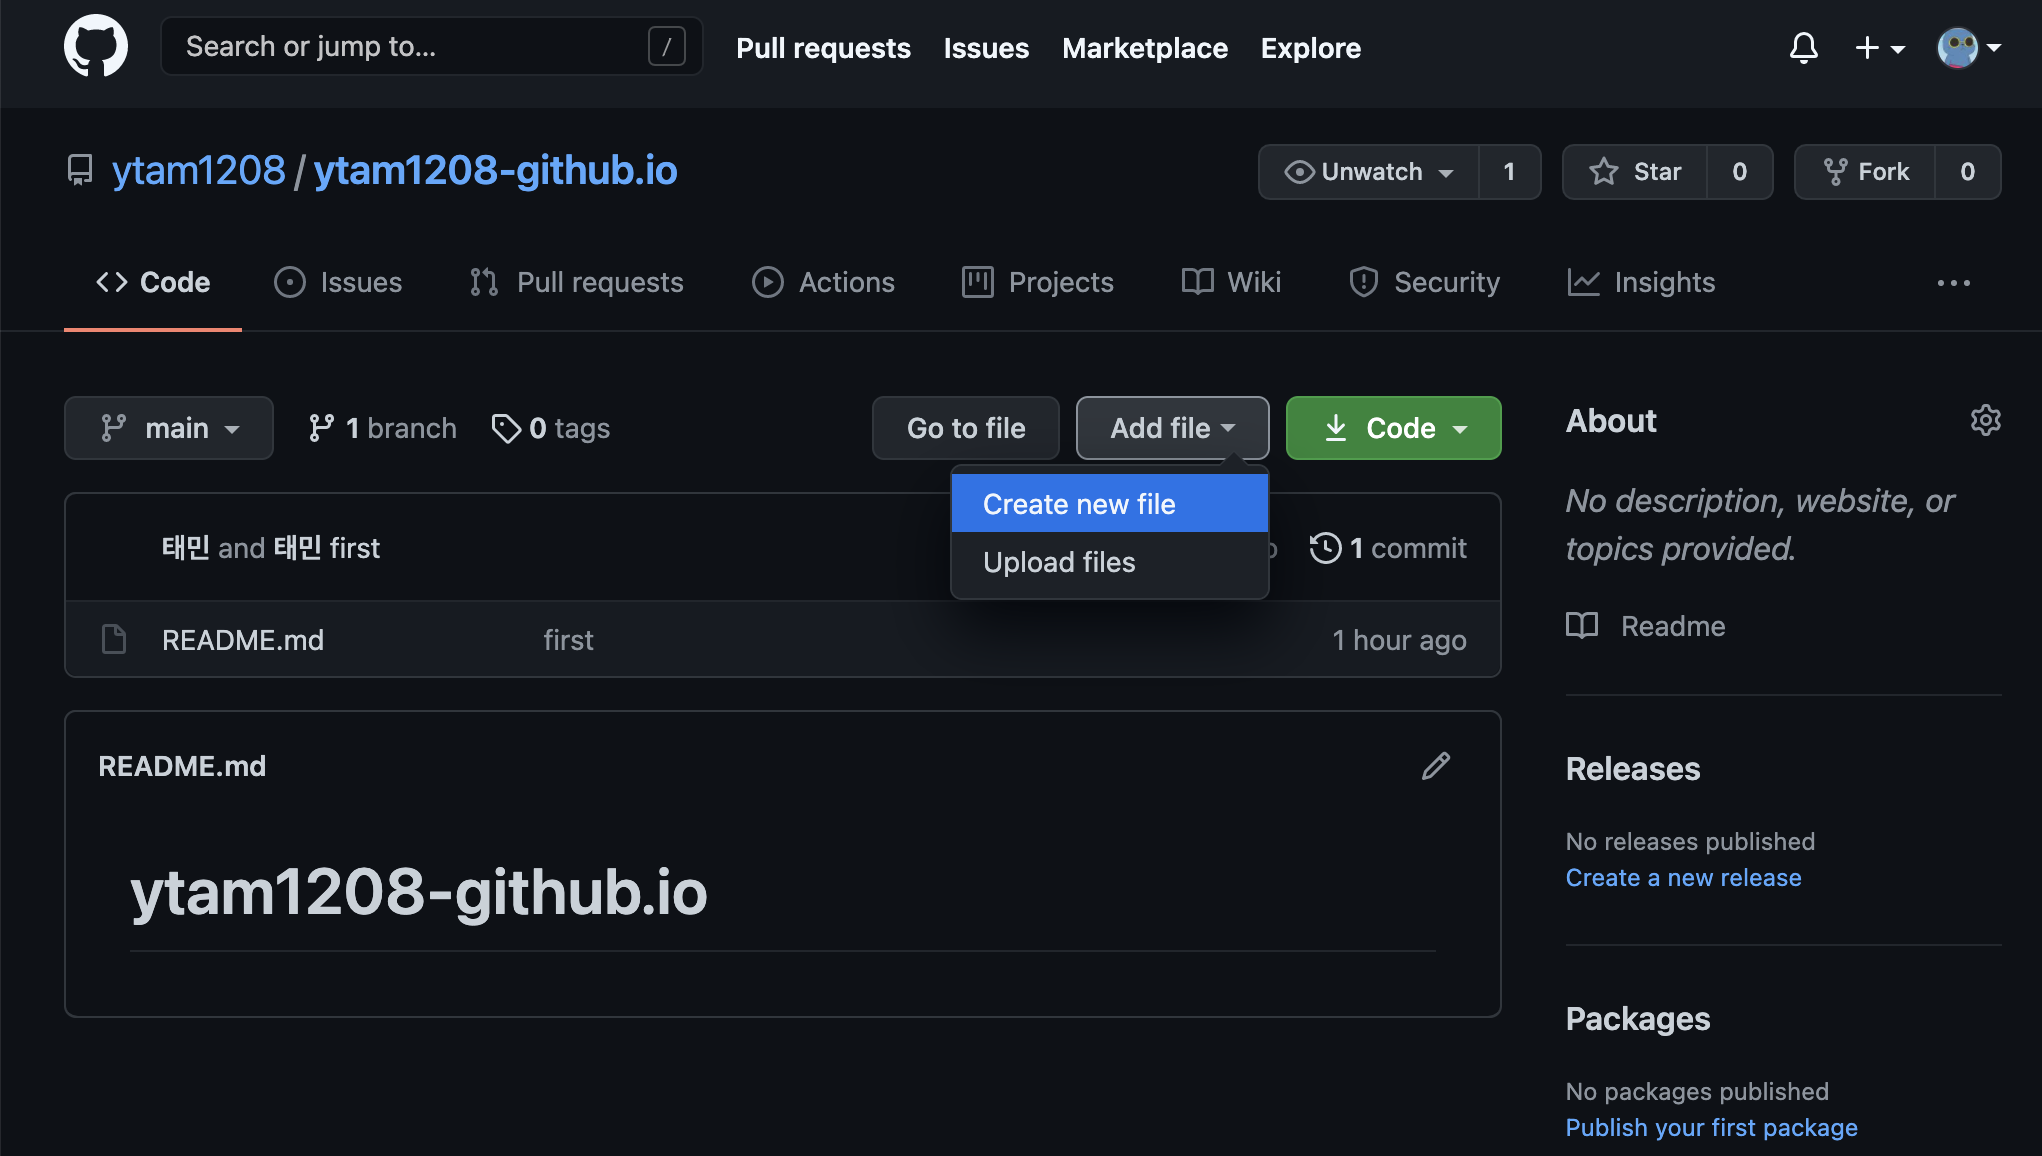 Search or jump to... /
Pull requests Issues Marketplace Explore
ytam1208 / ytam1208-github.io
Unwatch 1
Star 0
Fork 0
Code Issues Pull requests Actions Projects Wiki Security Insights
main 1 branch 0 tags
Go to file Add file Code
Create new file
Upload files
태민 and 태민 first
1 commit
README.md first 1 hour ago
README.md
ytam1208-github.io
About
No description, website, or
topics provided.
Readme
Releases
No releases published
Create a new release
Packages
No packages published
Publish your first package